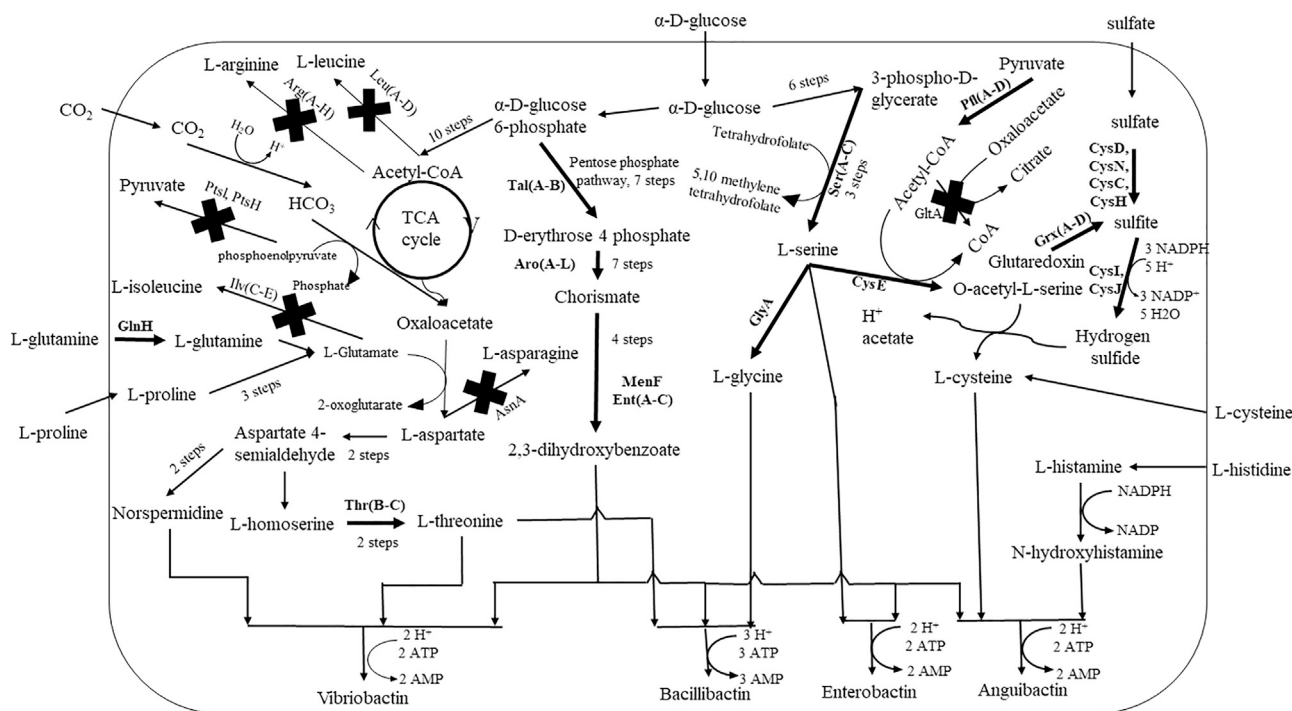 α-D-glucose
sulfate
L-arginine
L-leucine
Arg(A-H)
Leu(A-D)
6 steps
3-phospho-D-
glycerate
Pyruvate
Pfl(A-D)
CO2
CO2
H2O
H+
α-D-glucose
6-phosphate
α-D-glucose
10 steps
Oxaloacetate
sulfate
Tetrahydrofolate
Ser(A-C)
3 steps
Acetyl-CoA
Citrate
GltA
CoA
CysD,
CysN,
CysC,
CysH
Pyruvate
PtsI, PtsH
HCO3
Acetyl-CoA
TCA
cycle
Tal(A-B)
Pentose phosphate
pathway, 7 steps
5,10 methylene
tetrahydrofolate
sulfite
Grx(A-D)
Glutaredoxin
phosphoenolpyruvate
D-erythrose 4 phosphate
L-serine
3 NADPH
5 H+
CysI,
CysJ
3 NADP+
5 H2O
L-isoleucine
Ilv(C-E)
Phosphate
Aro(A-L)
7 steps
Chorismate
CysE
O-acetyl-L-serine
GlyA
H+
acetate
Hydrogen
sulfide
L-glutamine
GlnH
L-glutamine
L-Glutamate
Oxaloacetate
4 steps
L-proline
3 steps
L-proline
2-oxoglutarate
L-asparagine
AsnA
MenF
Ent(A-C)
L-glycine
L-cysteine
L-cysteine
Aspartate 4-
semialdehyde
2 steps
L-aspartate
2,3-dihydroxybenzoate
2 steps
L-histamine
L-histidine
NADPH
NADP
Norspermidine
L-homoserine
Thr(B-C)
2 steps
L-threonine
N-hydroxyhistamine
2 H+
2 ATP
2 AMP
Vibriobactin
3 H+
3 ATP
3 AMP
Bacillibactin
2 H+
2 ATP
2 AMP
Enterobactin
2 H+
2 ATP
2 AMP
Anguibactin